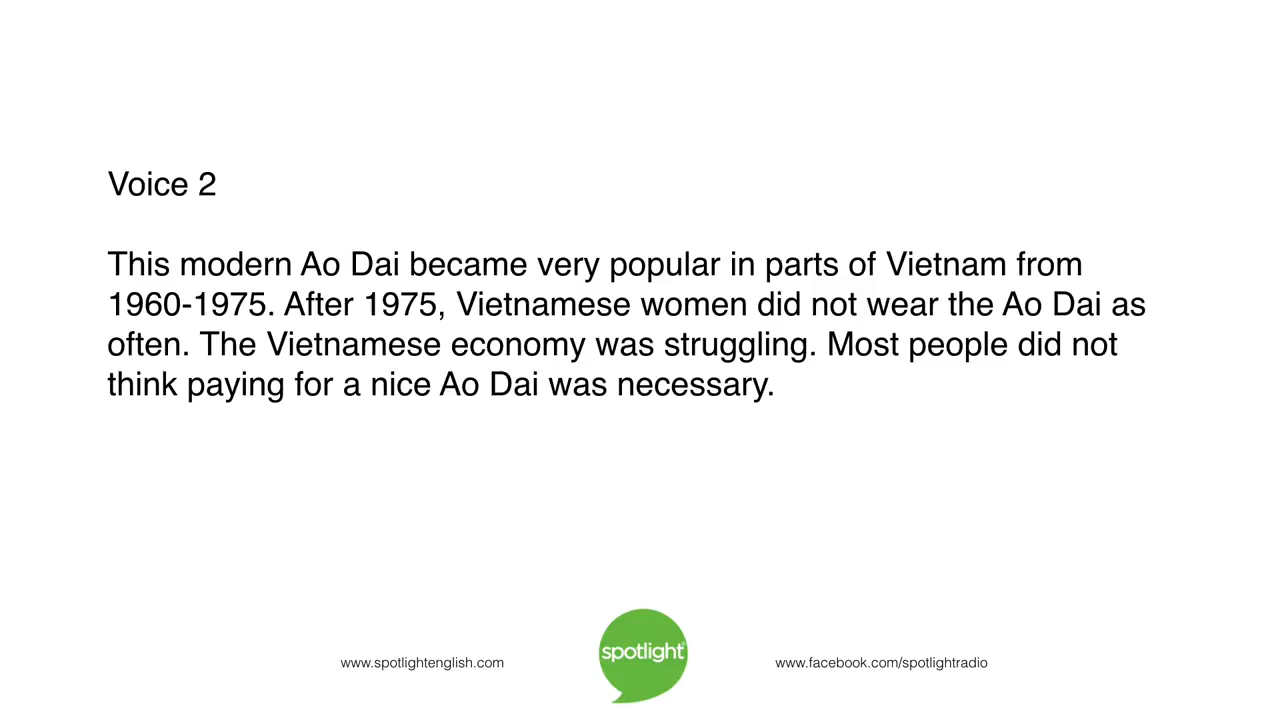 Voice 2
This modern Ao Dai became very popular in parts of Vietnam from
1960-1975. After 1975, Vietnamese women did not wear the Ao Dai as
often. The Vietnamese economy was struggling. Most people did not
think paying for a nice Ao Dai was necessary.
www.spotlightenglish.com
spotlight®
www.facebook.com/spotlightradio